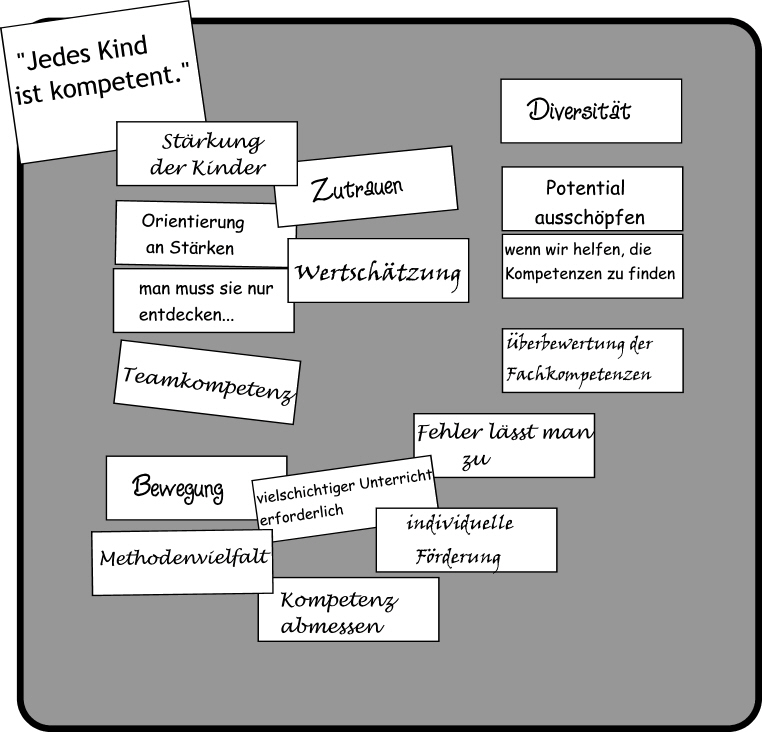 "Jedes Kind
ist kompetent."
Stärkung
der Kinder
Zutrauen
Orientierung
an Stärken
Wertschätzung
man muss sie nur
entdecken...
Teamkompetenz
Diversität
Potential
ausschöpfen
wenn wir helfen, die
Kompetenzen zu finden
Überbewertung der
Fachkompetenzen
Fehler lässt man
zu
Bewegung
vielschichtiger Unterricht
erforderlich
individuelle
Förderung
Methodenvielfalt
Kompetenz
abmessen